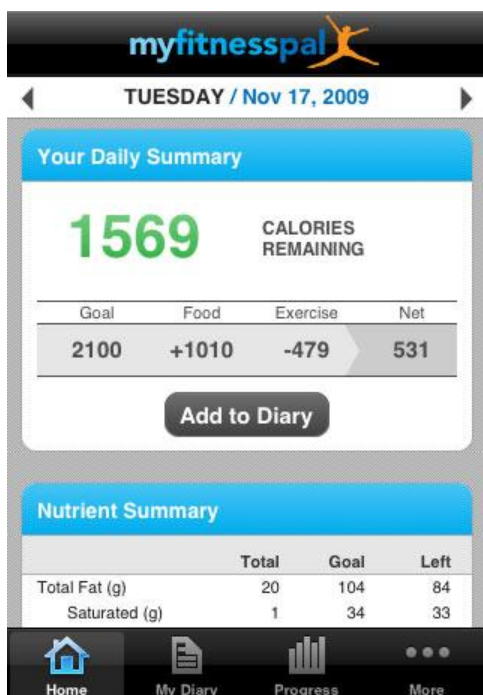 myfitnesspal
TUESDAY / Nov 17, 2009
Your Daily Summary
1569 CALORIES
REMAINING
Goal Food Exercise Net
2100 +1010 -479 531
Add to Diary
Nutrient Summary
Total Goal Left
Total Fat (g) 20 104 84
Saturated (g) 1 34 33
Home My Diary Progress More